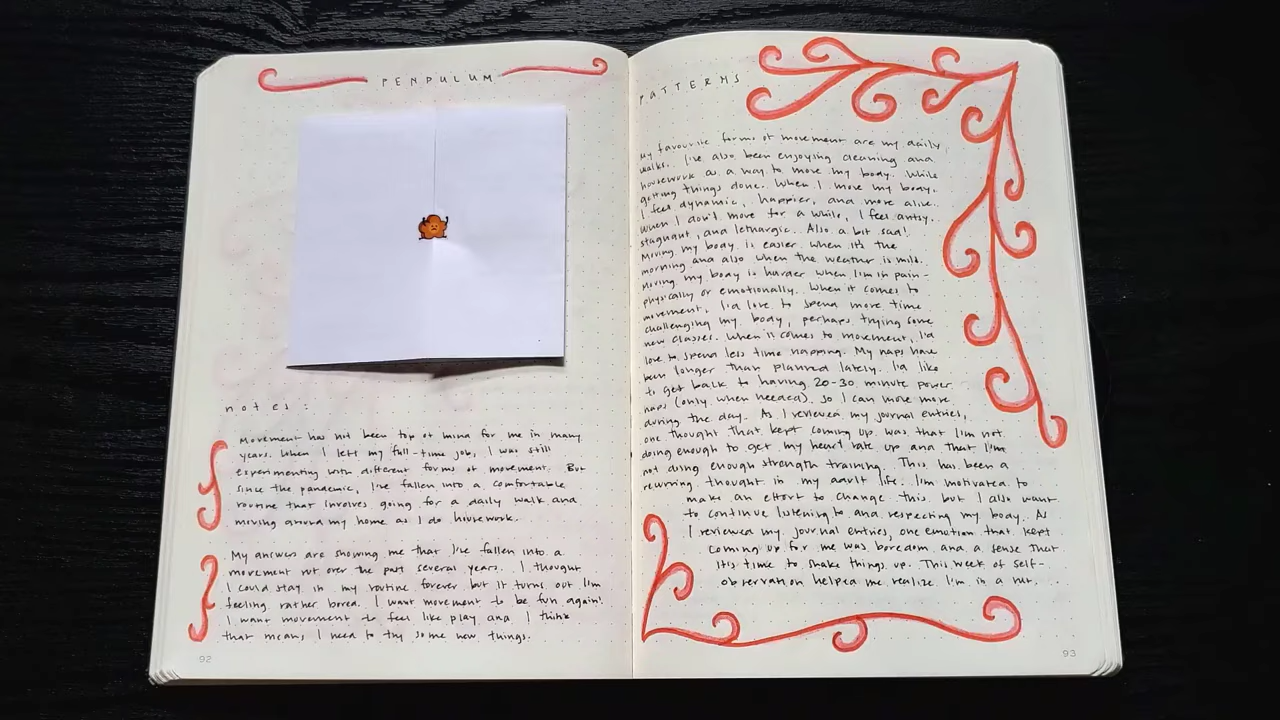 PENDULUM
notes:
Movement has not been top of mind for me in many
years. When I left my full-time job, I was still
experimenting with different forms of movement. But
since the pandemic, I've fallen into a comfortable
routine that involves going for a daily walk and
moving around my home as I do housework.
My answers are showing me that I've fallen into a
movement rut over the past several years. I thought
I could stay in my routine forever but it turns out I'm
feeling rather bored. I want movement to be fun again!
I want movement to feel like play and I think
that means I need to try some new things.
92
PATTERNS
My favourite forms of movement are my daily
walks. I've also been enjoying cleaning and
housework as a way to move my body. While
getting things done. When I move my body,
I feel dynamic, happier, and more alive.
When I don't move for a while, I feel antsy,
stagnant, and lethargic. Also a bit sad!
Moving my body is easier when it's the
morning and also when the weather is mild.
Moving my body is harder when I'm in pain -
physically or emotionally. When it comes to
movement, I'd love to spend more time
challenging my body, perhaps trying some
new classes. When it comes to movement, I'd
love to spend less time napping. My naps have
been longer than planned lately. I'd like
to get back to having 20-30 minute power
naps (only when needed), so I can move more
during the day. As I reviewed my journal entries,
one thought that kept coming up was that I'm not
doing enough to get my heart rate up and that I'm
not doing enough strength training. This has been a
recurring thought in my adult life. I'm motivated to
make an effort to change this but I also want
to continue listening to and respecting my body. As
I reviewed my journal entries, one emotion that kept
coming up for me was boredom and a sense that
it's time to shake things up. This week of self-
observation helped me realize I'm in a rut.
93